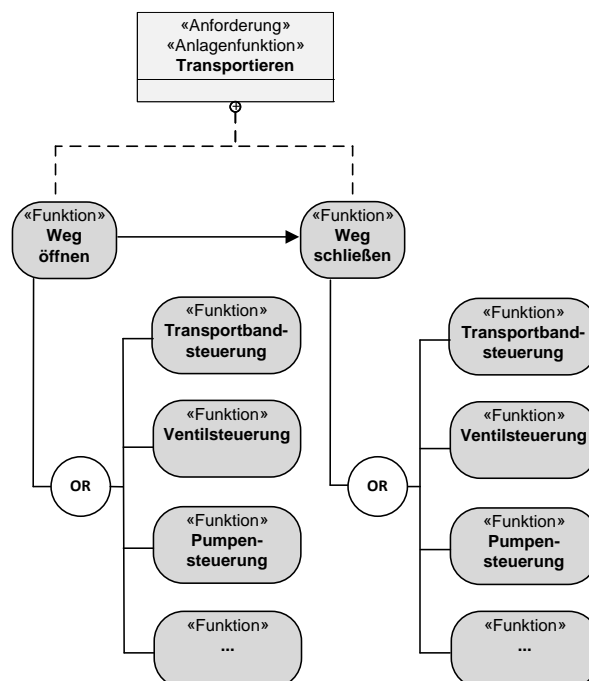 «Anforderung»
«Anlagenfunktion»
Transportieren
«Funktion»
Weg
öffnen
«Funktion»
Weg
schließen
«Funktion»
Transportband-
steuerung
«Funktion»
Ventilsteuerung
OR
«Funktion»
Pumpen-
steuerung
«Funktion»
...
«Funktion»
Transportband-
steuerung
«Funktion»
Ventilsteuerung
OR
«Funktion»
Pumpen-
steuerung
«Funktion»
...